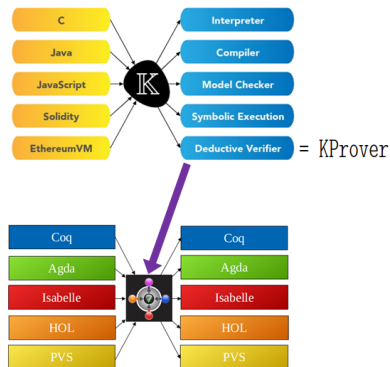 C
Interpreter
Java
Compiler
JavaScript
𝕂
Model Checker
Solidity
Symbolic Execution
EthereumVM
Deductive Verifier = KProver
Coq
Coq
Agda
Agda
Isabelle
Isabelle
HOL
HOL
PVS
PVS